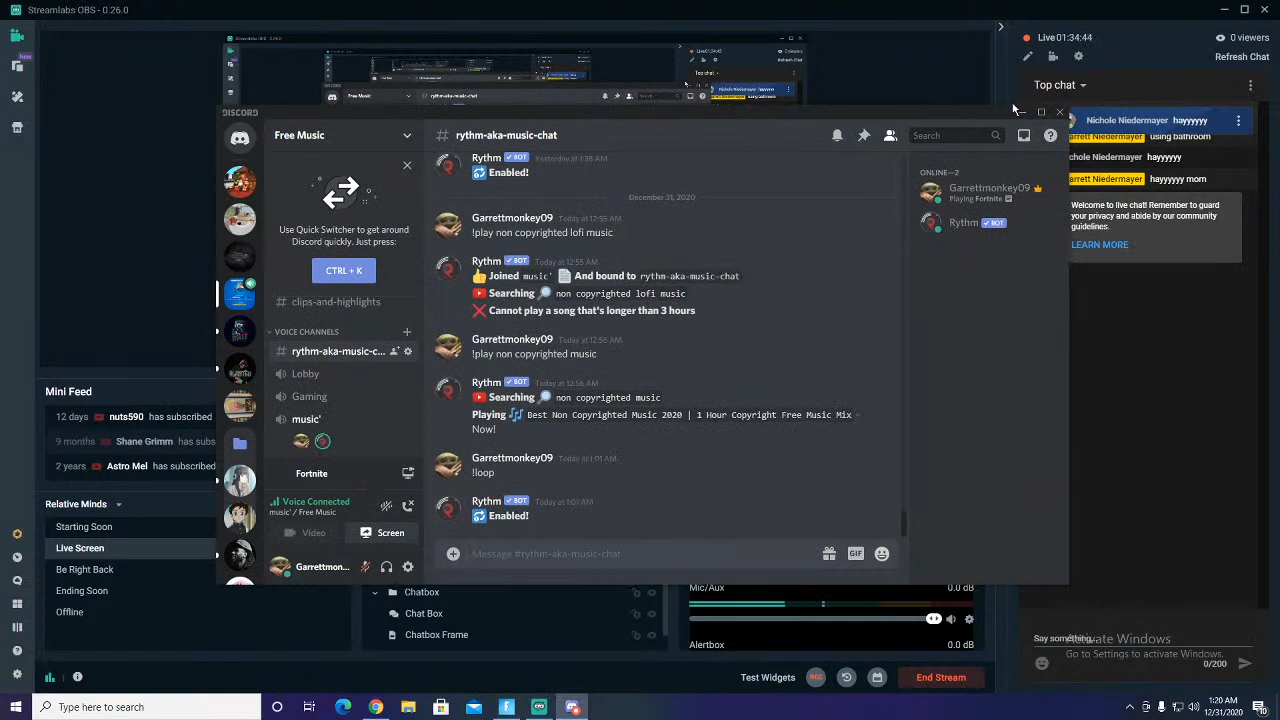 Streamlabs OBS - 0.26.0
Live 01:34:44
0 viewers
Refresh Chat
Top chat
Nichole Niedermayer hayyyyy
using bathroom
hayyyyy
hayyyyy mom
Welcome to live chat! Remember to
guard your privacy and abide by our community
guidelines.
LEARN MORE
Say something...
0/200
New
DISCORD
Free Music
Quick Switcher to get around
Discord quickly. Just press:
CTRL + K
clips-and-highlights
VOICE CHANNELS
rythm-aka-music-c...
Lobby
Gaming
music'
Fortnite
Voice Connected
music' / Free Music
Video
Screen
Garrettmon...
# rythm-aka-music-chat
Search
Rythm BOT Yesterday at 1:38 AM
Enabled!
December 31, 2020
Garrettmonkey09 Today at 12:55 AM
!play non copyrighted lofi music
Rythm BOT Today at 12:55 AM
Joined music' And bound to rythm-aka-music-chat
Searching non copyrighted lofi music
Cannot play a song that's longer than 3 hours
Garrettmonkey09 Today at 12:56 AM
!play non copyrighted music
Rythm BOT Today at 12:56 AM
Searching non copyrighted music
Playing Best Non Copyrighted Music 2020 | 1 Hour Copyright Free Music Mix -
Now!
Garrettmonkey09 Today at 1:01 AM
!loop
Rythm BOT Today at 1:01 AM
Enabled!
Message #rythm-aka-music-chat
GIF
ONLINE—2
Garrettmonkey09
Playing Fortnite
Rythm BOT
Mini Feed
12 days nuts590 has subscribed
9 months Shane Grimm has subs
2 years Astro Mel has subscribed
Relative Minds
Starting Soon
Live Screen
Be Right Back
Ending Soon
Offline
Chatbox
Chat Box
Chatbox Frame
Mic/Aux
0.0 dB
Alertbox
0.0 dB
Test Widgets
REC
End Stream
Activate Windows
Go to Settings to activate Windows.
Type here to search
1:20 AM
12/31/2020